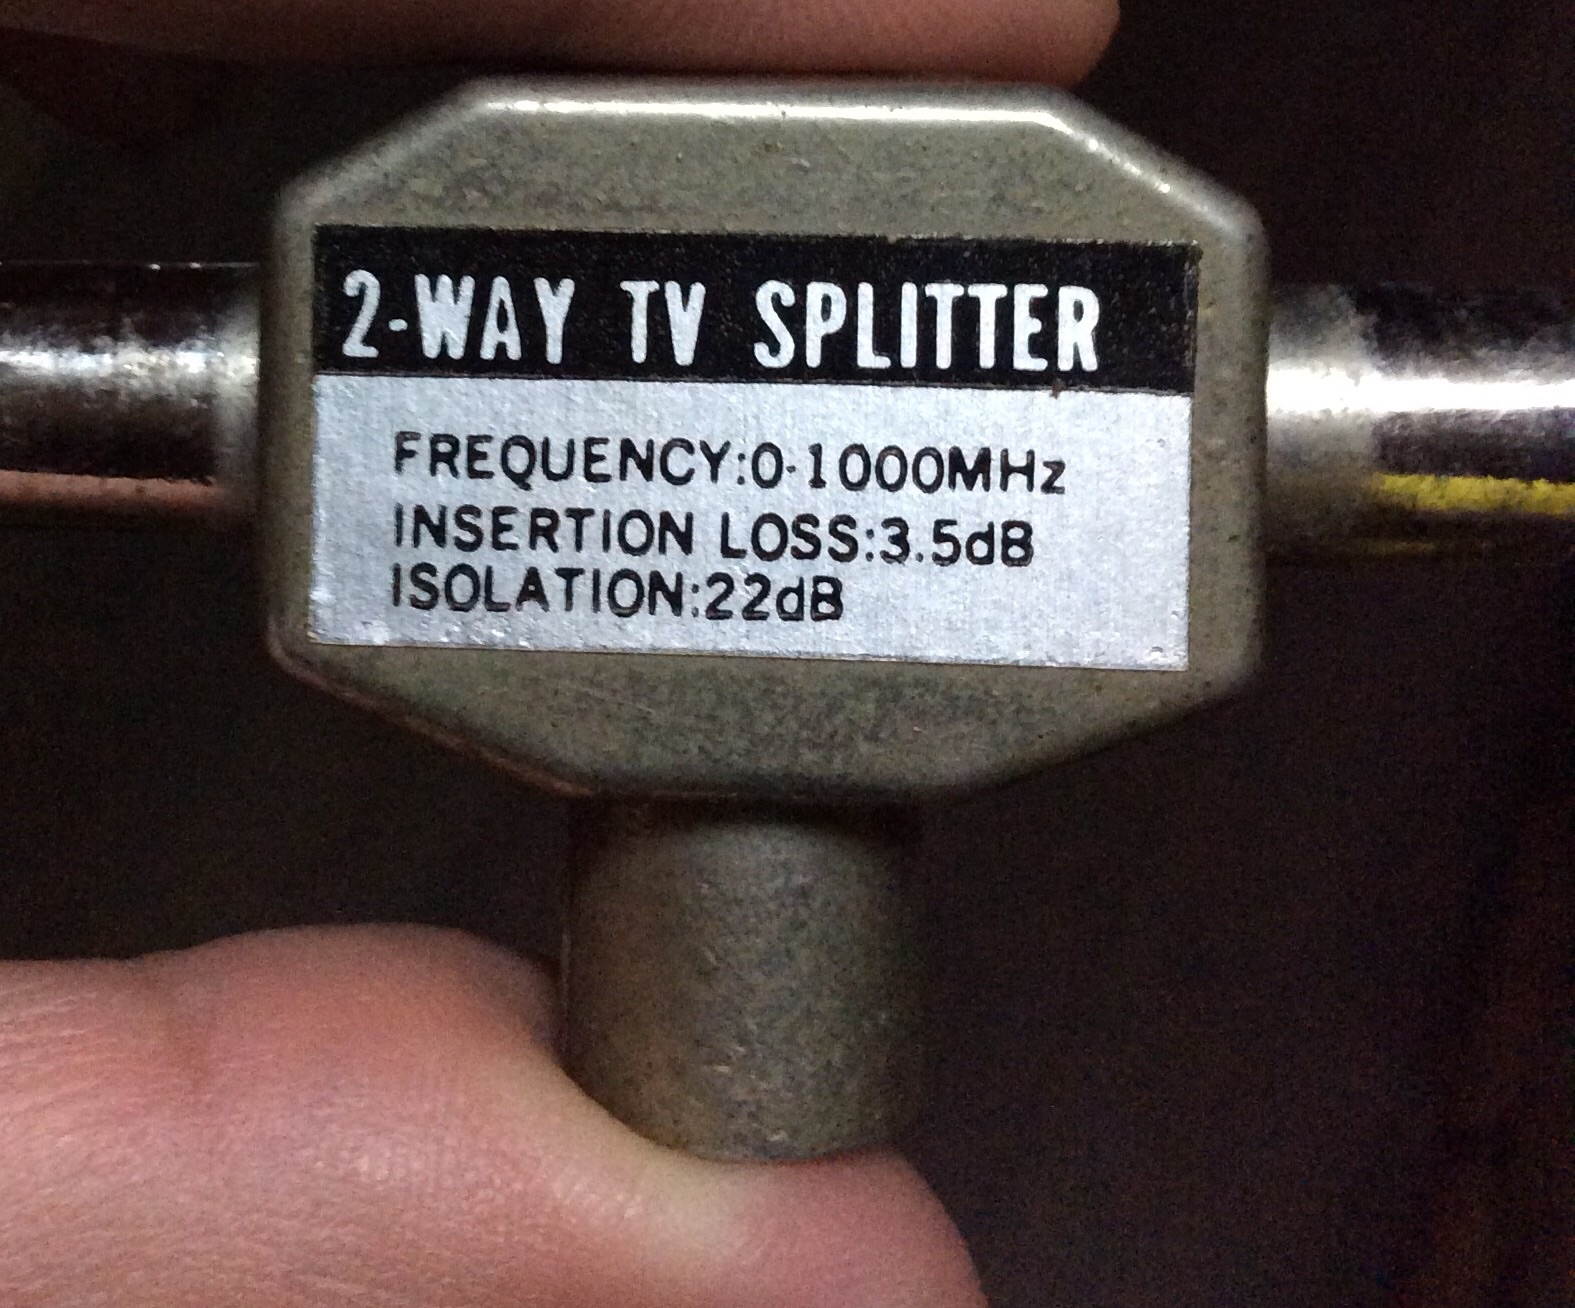 2-WAY TV SPLITTER
FREQUENCY:0-1000MHz
INSERTION LOSS:3.5dB
ISOLATION:22dB